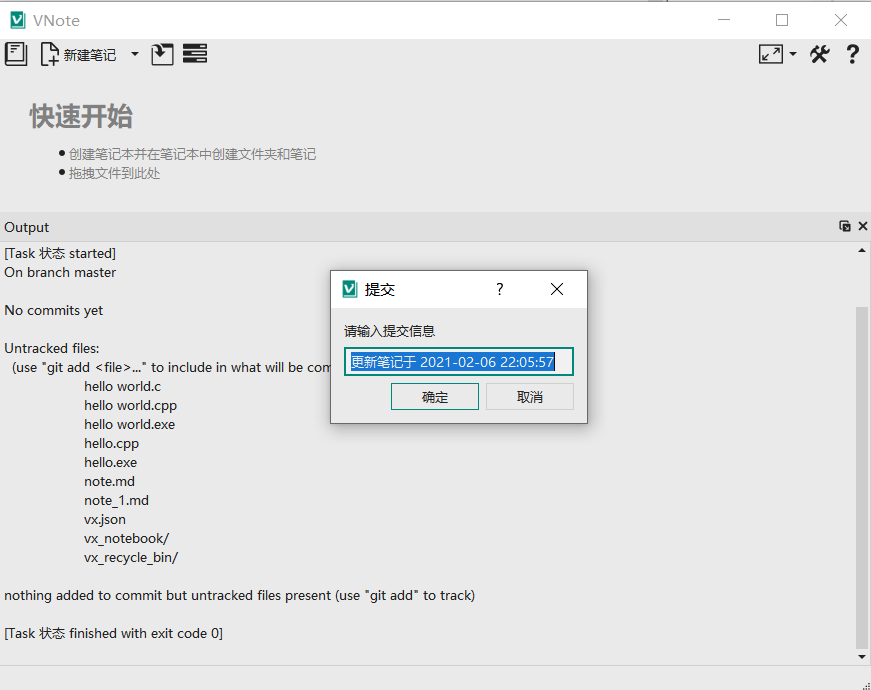 VNote
新建笔记
快速开始
创建笔记本并在笔记本中创建文件夹和笔记
拖拽文件到此处
Output
[Task 状态 started]
On branch master
No commits yet
Untracked files:
(use "git add <file>..." to include in what will be con
hello world.c
hello world.cpp
hello world.exe
hello.cpp
hello.exe
note.md
note_1.md
vx.json
vx_notebook/
vx_recycle_bin/
nothing added to commit but untracked files present (use "git add" to track)
[Task 状态 finished with exit code 0]
提交
?
请输入提交信息
更新笔记于 2021-02-06 22:05:57
确定
取消